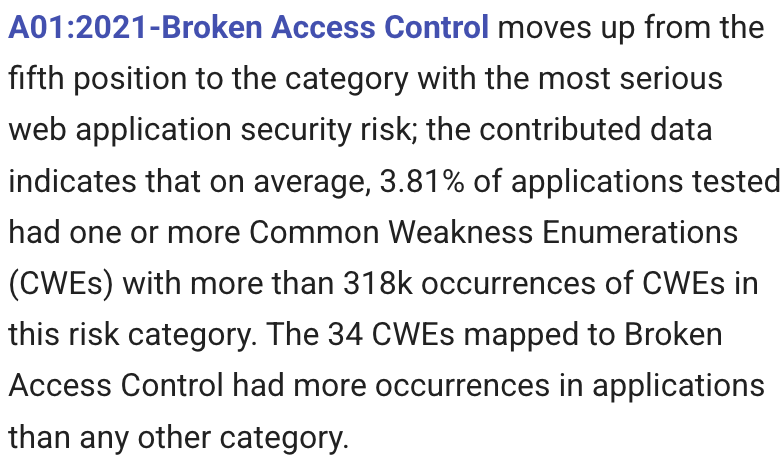 A01:2021-Broken Access Control moves up from the
fifth position to the category with the most serious
web application security risk; the contributed data
indicates that on average, 3.81% of applications tested
had one or more Common Weakness Enumerations
(CWEs) with more than 318k occurrences of CWEs in
this risk category. The 34 CWEs mapped to Broken
Access Control had more occurrences in applications
than any other category.